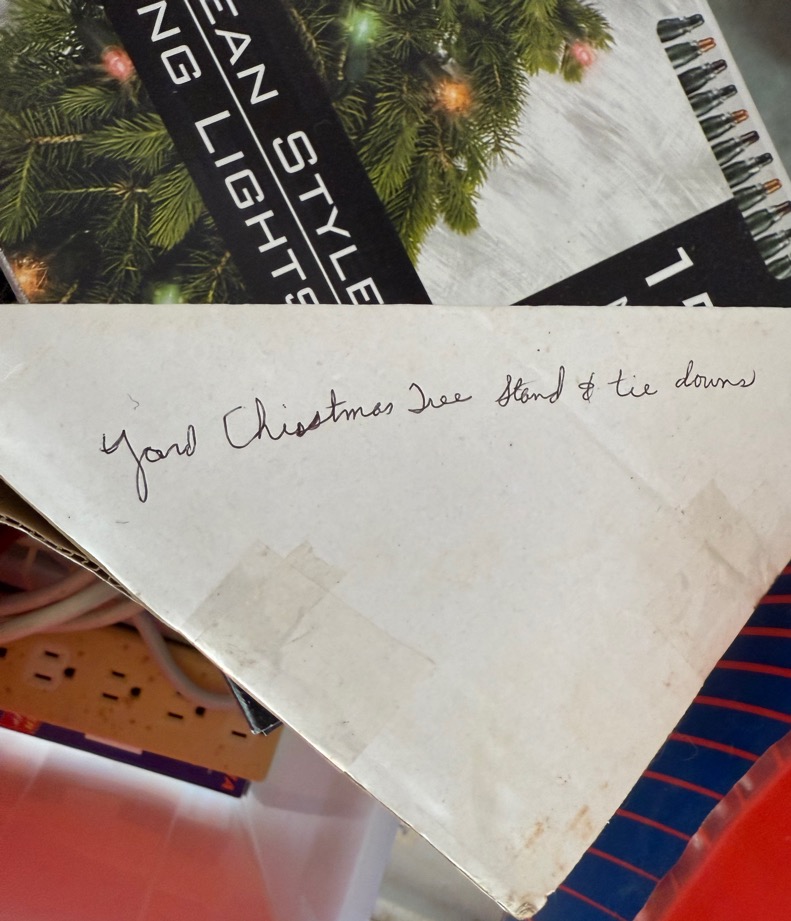 EAN STYLE
NG LIGHTS
Yard Christmas Tree Stand & tie downs